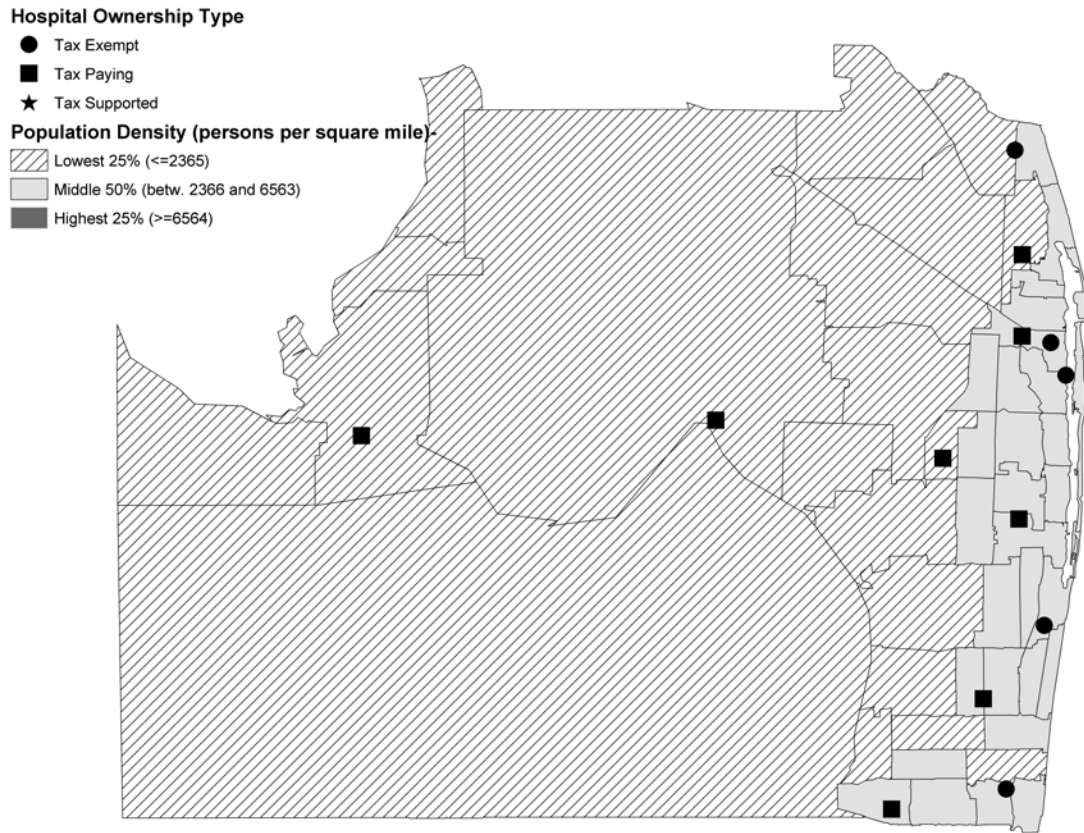 Hospital Ownership Type
Tax Exempt
Tax Paying
Tax Supported
Population Density (persons per square mile)-
Lowest 25% (<=2365)
Middle 50% (betw. 2366 and 6563)
Highest 25% (>=6564)